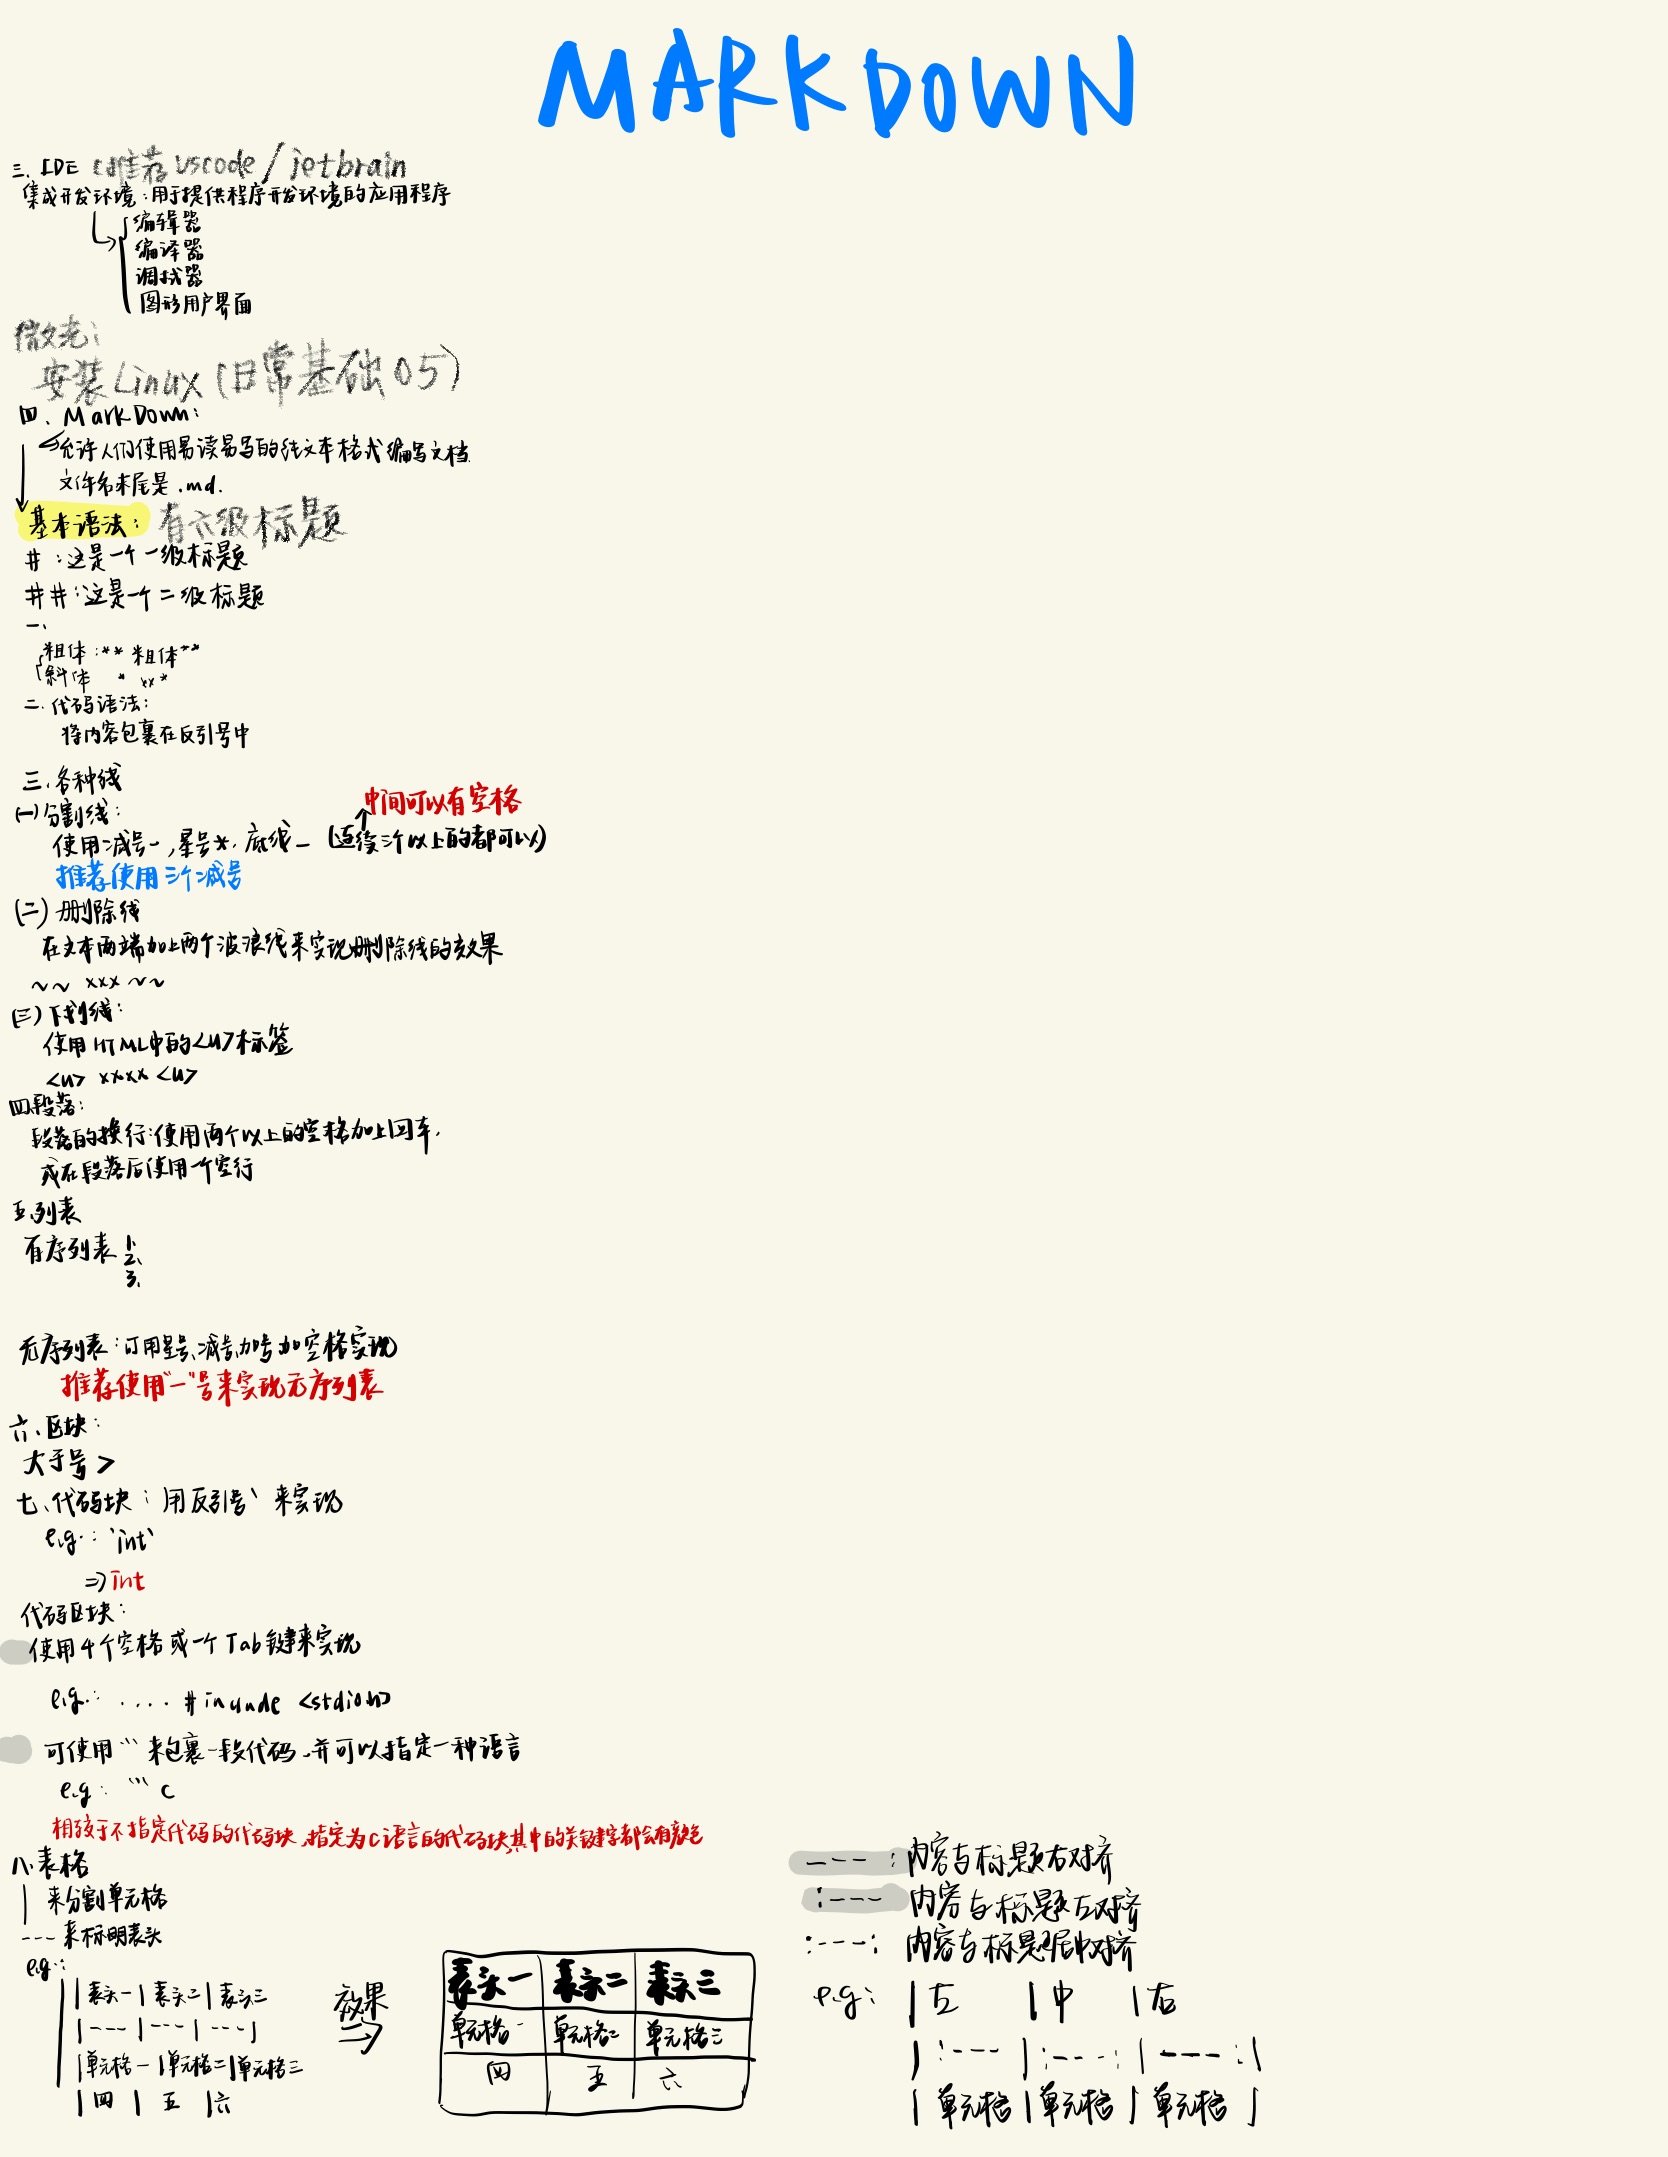 MARKDOWN
三. IDE (推荐 vscode / jetbrain
集成开发环境：用于提供程序开发环境的应用程序
编辑器
编译器
调试器
图形用户界面
微光：
安装Linux（日常基础05）
四. MarkDown：
允许人们使用易读易写的纯文本格式编写文档
文件名末尾是.md.
基本语法： 有六级标题
#：这是一个一级标题
##：这是一个二级标题
一、
粗体：** 粗体**
斜体 * xx*
二. 代码语法：
将内容包裹在反引号中
三.各种线
(一)分割线：
中间可以有空格
使用减号-，星号*. 底线_ (连续三个以上的都可以)
推荐使用三个减号
(二)删除线
在文本两端加上两个波浪线来实现删除线的效果
~~ xxx ~~
(三)下划线：
使用HTML中的<u>标签
<u> xxxx <u>
四.段落：
段落的换行：使用两个以上的空格加上回车.
或在段落后使用一个空行
五.列表
有序列表 1.
2.
3.
无序列表：可用星号、减号、加号加空格实现
推荐使用"-"号来实现无序列表
六.区块：
大于号 >
七、代码块：用反引号` 来实现
e.g.：`int`
=> int
代码区块：
使用4个空格或一个Tab键来实现
e.g.：.... #include <stdio.h>
可使用```来包裹一段代码.并可以指定一种语言
e.g：```c
相较于不指定代码的代码块,指定为C语言的代码块,其中的关键字都会有颜色
八.表格
| 来分割单元格
--- 来标明表头
e.g.：
| 表头一 | 表头二 | 表头三
|---|---|---|
|单元格一 |单元格二 |单元格三
| 四 | 五 |六
效果
=>
表头一 表头二 表头三
单元格一 单元格二 单元格三
四 五 六
---：内容与标题右对齐
:--- 内容与标题左对齐
:---: 内容与标题居中对齐
e.g： |左 |中 |右
| :--- | :---: | ---: |
| 单元格 | 单元格 | 单元格 |